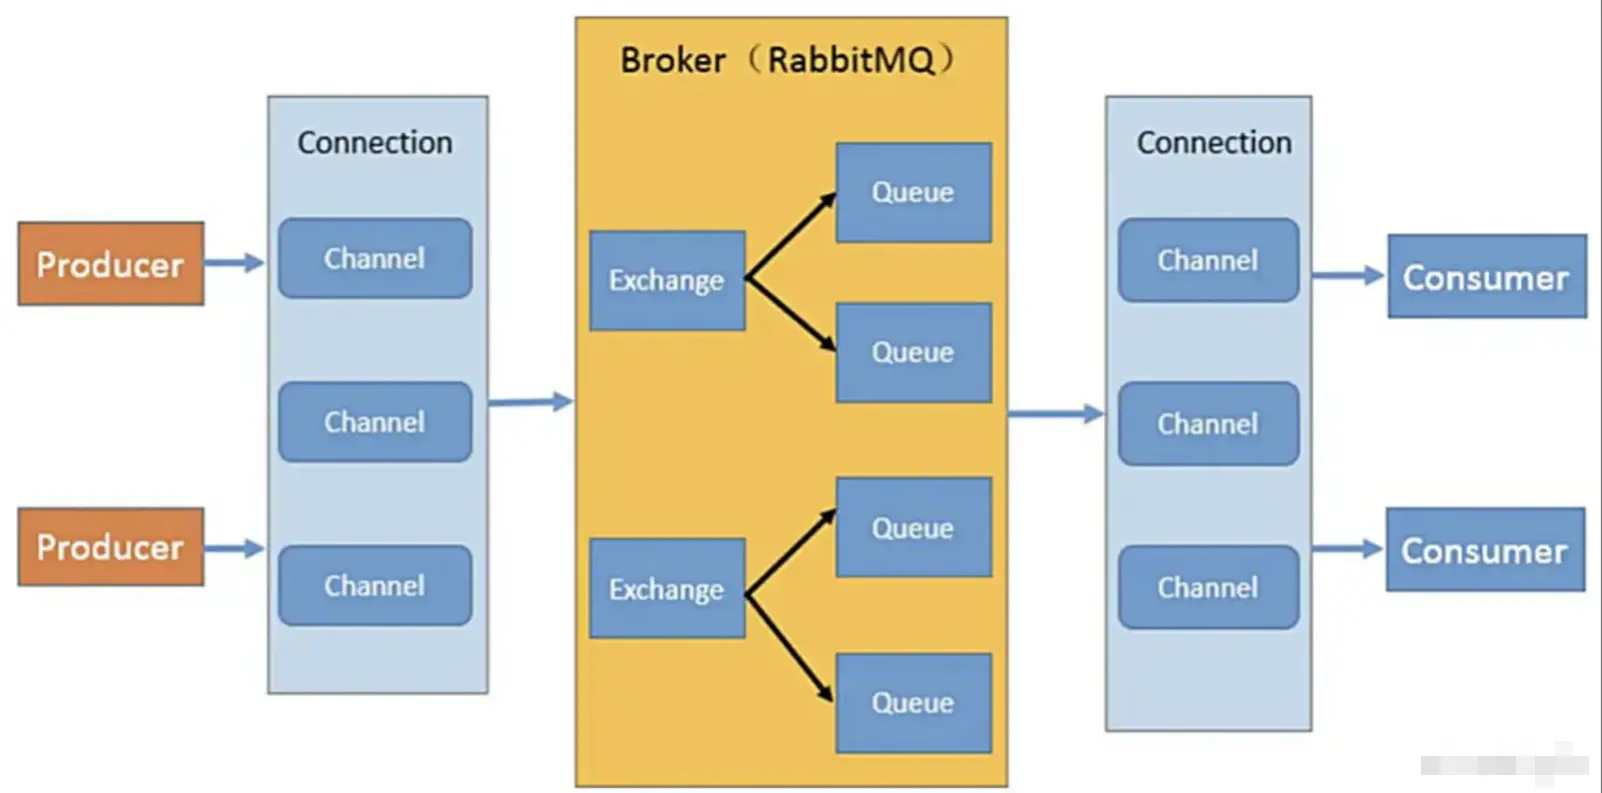 Broker（RabbitMQ）
Connection
Connection
Queue
Channel
Channel
Producer
Exchange
Consumer
Queue
Channel
Channel
Queue
Producer
Exchange
Consumer
Channel
Channel
Queue